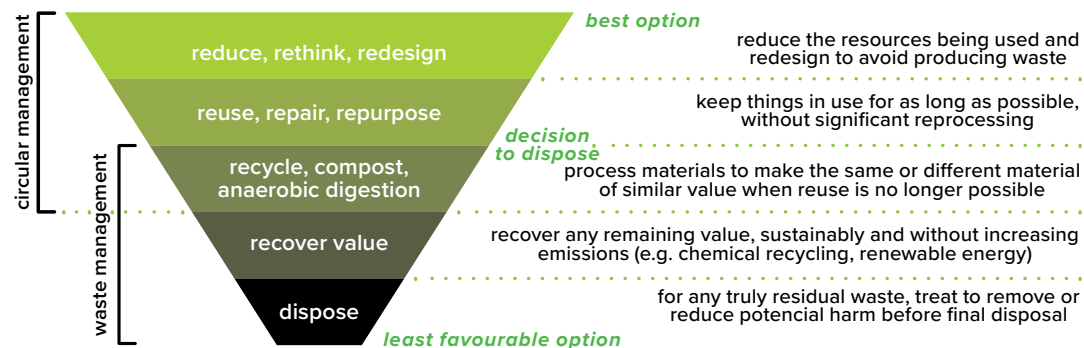 circular management
waste management
best option
reduce, rethink, redesign
reduce the resources being used and
redesign to avoid producing waste
reuse, repair, repurpose
keep things in use for as long as possible,
without significant reprocessing
decision
to dispose
recycle, compost,
anaerobic digestion
process materials to make the same or different material
of similar value when reuse is no longer possible
recover value
recover any remaining value, sustainably and without increasing
emissions (e.g. chemical recycling, renewable energy)
dispose
for any truly residual waste, treat to remove or
reduce potencial harm before final disposal
least favourable option